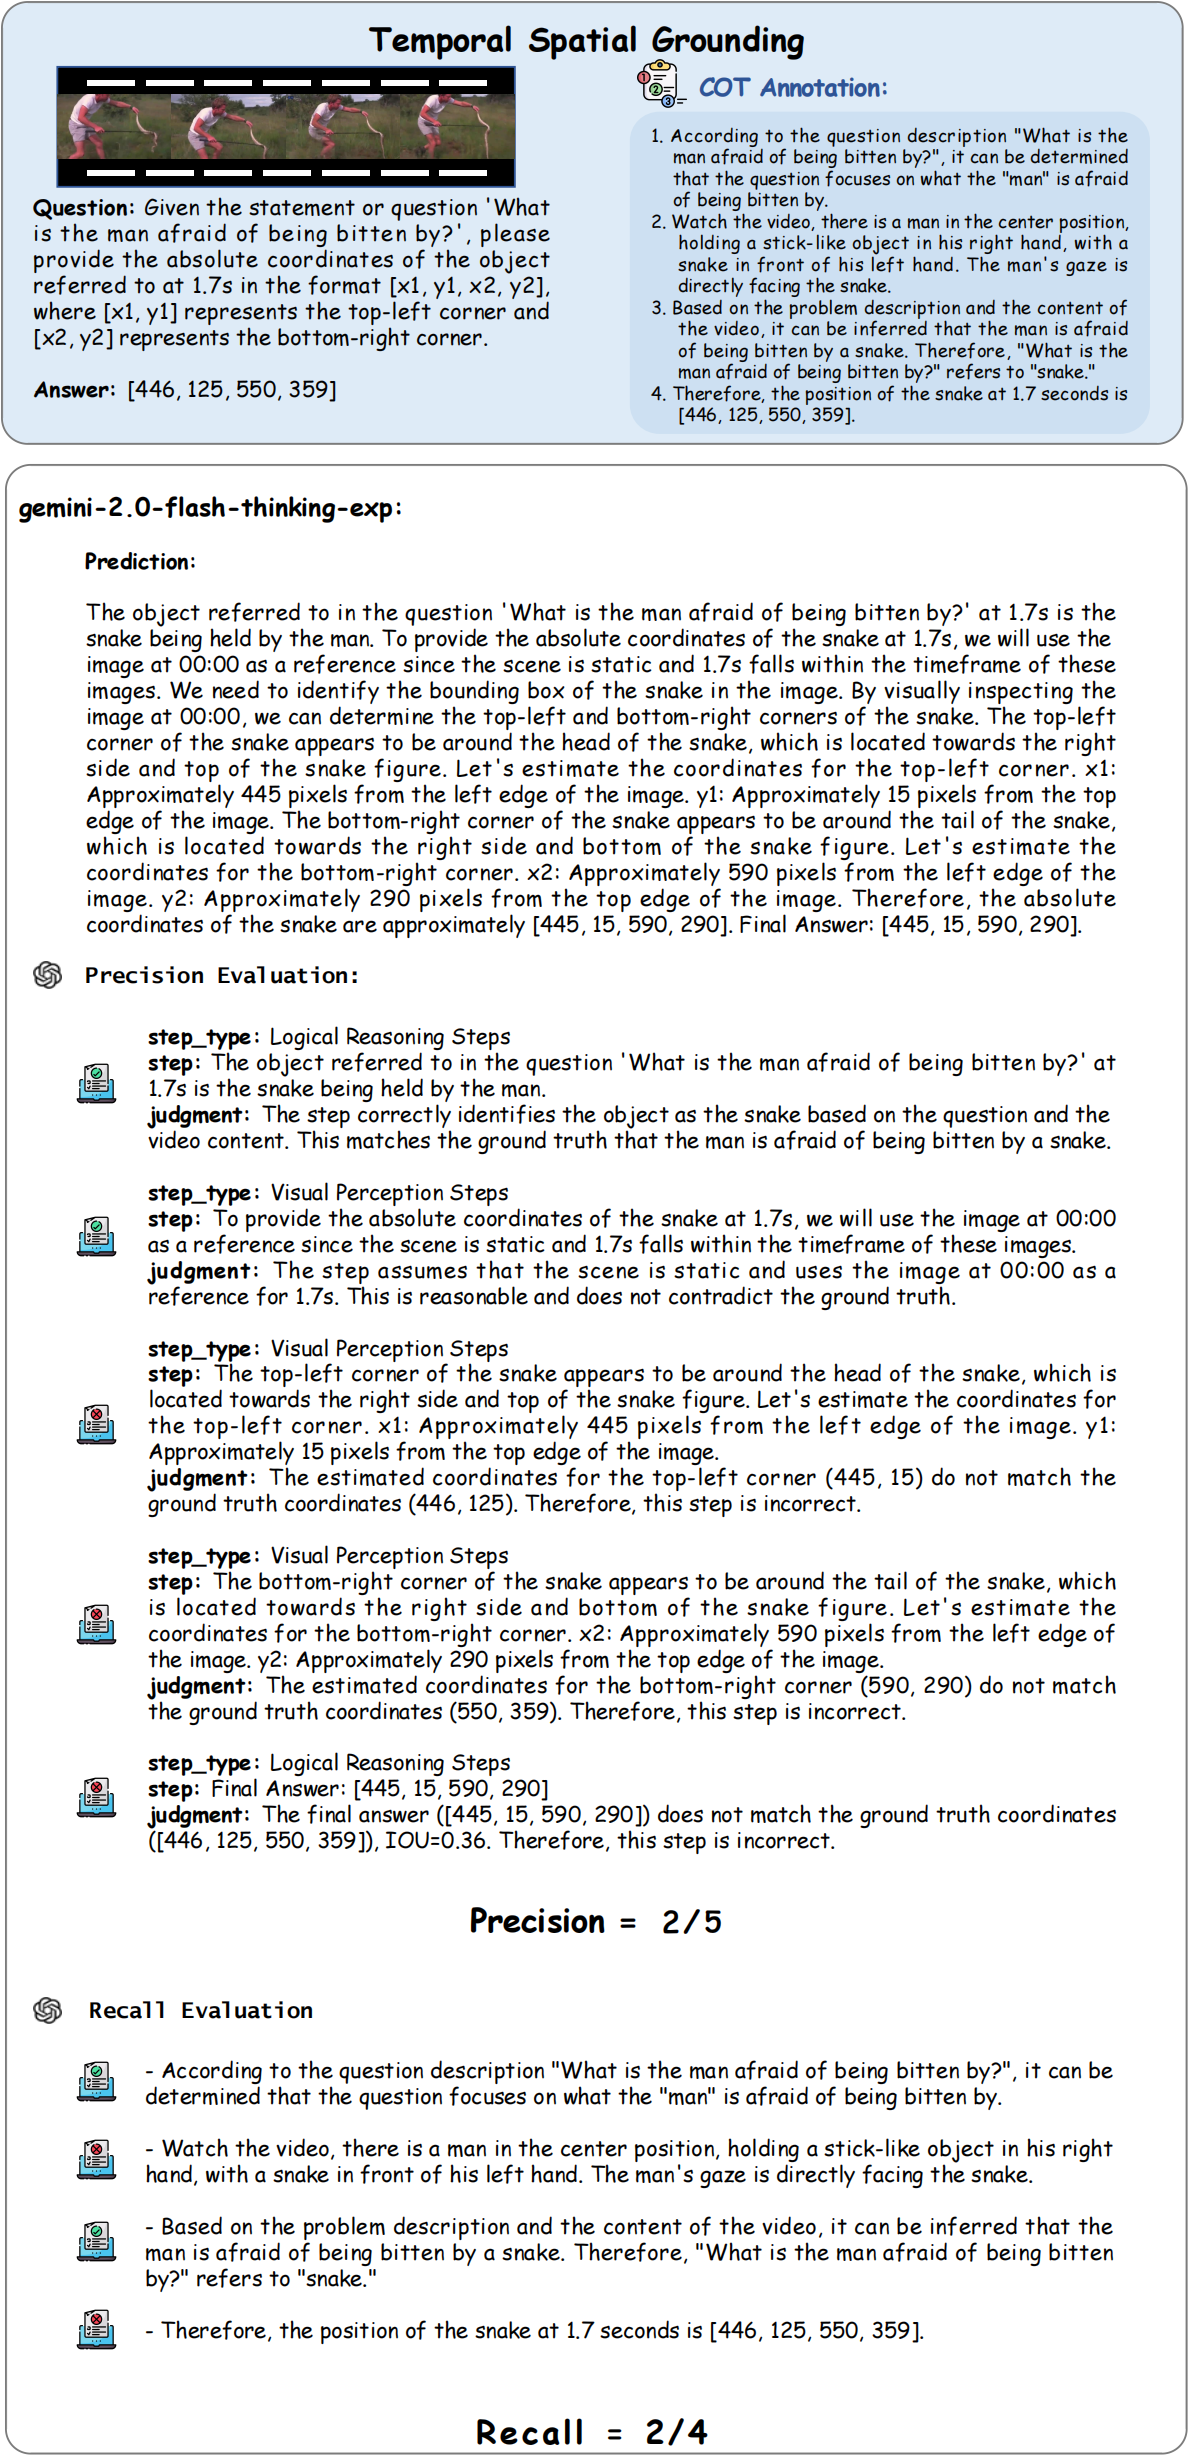 Temporal Spatial Grounding
Question: Given the statement or question 'What
is the man afraid of being bitten by?', please
provide the absolute coordinates of the object
referred to at 1.7s in the format [x1, y1, x2, y2],
where [x1, y1] represents the top-left corner and
[x2, y2] represents the bottom-right corner.
Answer: [446, 125, 550, 359]
1
2
3
COT Annotation:
1. According to the question description "What is the
man afraid of being bitten by?", it can be determined
that the question focuses on what the "man" is afraid
of being bitten by.
2. Watch the video, there is a man in the center position,
holding a stick-like object in his right hand, with a
snake in front of his left hand. The man's gaze is
directly facing the snake.
3. Based on the problem description and the content of
the video, it can be inferred that the man is afraid
of being bitten by a snake. Therefore, "What is the
man afraid of being bitten by?" refers to "snake."
4. Therefore, the position of the snake at 1.7 seconds is
[446, 125, 550, 359].
gemini-2.0-flash-thinking-exp:
Prediction:
The object referred to in the question 'What is the man afraid of being bitten by?' at 1.7s is the
snake being held by the man. To provide the absolute coordinates of the snake at 1.7s, we will use the
image at 00:00 as a reference since the scene is static and 1.7s falls within the timeframe of these
images. We need to identify the bounding box of the snake in the image. By visually inspecting the
image at 00:00, we can determine the top-left and bottom-right corners of the snake. The top-left
corner of the snake appears to be around the head of the snake, which is located towards the right
side and top of the snake figure. Let's estimate the coordinates for the top-left corner. x1:
Approximately 445 pixels from the left edge of the image. y1: Approximately 15 pixels from the top
edge of the image. The bottom-right corner of the snake appears to be around the tail of the snake,
which is located towards the right side and bottom of the snake figure. Let's estimate the
coordinates for the bottom-right corner. x2: Approximately 590 pixels from the left edge of the
image. y2: Approximately 290 pixels from the top edge of the image. Therefore, the absolute
coordinates of the snake are approximately [445, 15, 590, 290]. Final Answer: [445, 15, 590, 290].
Precision Evaluation:
step_type: Logical Reasoning Steps
step: The object referred to in the question 'What is the man afraid of being bitten by?' at
1.7s is the snake being held by the man.
judgment: The step correctly identifies the object as the snake based on the question and the
video content. This matches the ground truth that the man is afraid of being bitten by a snake.
step_type: Visual Perception Steps
step: To provide the absolute coordinates of the snake at 1.7s, we will use the image at 00:00
as a reference since the scene is static and 1.7s falls within the timeframe of these images.
judgment: The step assumes that the scene is static and uses the image at 00:00 as a
reference for 1.7s. This is reasonable and does not contradict the ground truth.
step_type: Visual Perception Steps
step: The top-left corner of the snake appears to be around the head of the snake, which is
located towards the right side and top of the snake figure. Let's estimate the coordinates for
the top-left corner. x1: Approximately 445 pixels from the left edge of the image. y1:
Approximately 15 pixels from the top edge of the image.
judgment: The estimated coordinates for the top-left corner (445, 15) do not match the
ground truth coordinates (446, 125). Therefore, this step is incorrect.
step_type: Visual Perception Steps
step: The bottom-right corner of the snake appears to be around the tail of the snake, which
is located towards the right side and bottom of the snake figure. Let's estimate the
coordinates for the bottom-right corner. x2: Approximately 590 pixels from the left edge of
the image. y2: Approximately 290 pixels from the top edge of the image.
judgment: The estimated coordinates for the bottom-right corner (590, 290) do not match
the ground truth coordinates (550, 359). Therefore, this step is incorrect.
step_type: Logical Reasoning Steps
step: Final Answer: [445, 15, 590, 290]
judgment: The final answer ([445, 15, 590, 290]) does not match the ground truth coordinates
([446, 125, 550, 359]), IOU=0.36. Therefore, this step is incorrect.
Precision = 2/5
Recall Evaluation
- According to the question description "What is the man afraid of being bitten by?", it can be
determined that the question focuses on what the "man" is afraid of being bitten by.
- Watch the video, there is a man in the center position, holding a stick-like object in his right
hand, with a snake in front of his left hand. The man's gaze is directly facing the snake.
- Based on the problem description and the content of the video, it can be inferred that the
man is afraid of being bitten by a snake. Therefore, "What is the man afraid of being bitten
by?" refers to "snake."
- Therefore, the position of the snake at 1.7 seconds is [446, 125, 550, 359].
Recall = 2/4